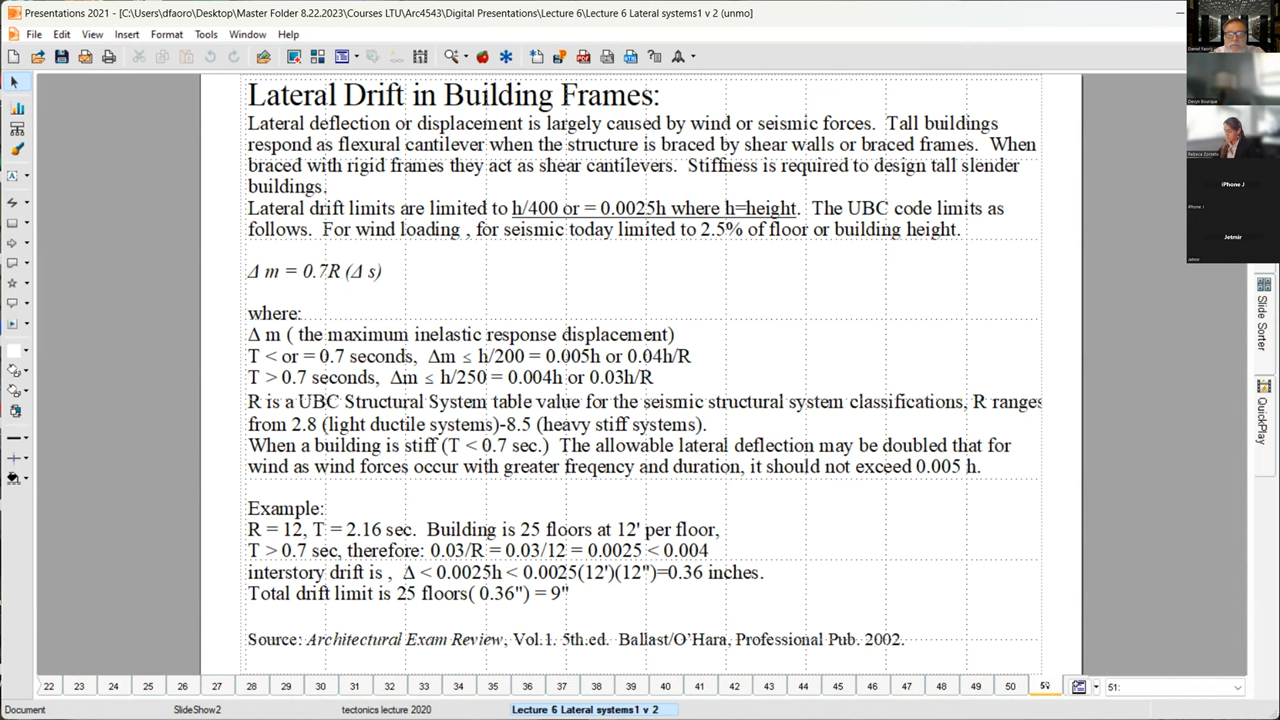 Presentations 2021 - [C:\Users\dfaoro\Desktop\Master Folder 8.22.2023\Courses LTU\Arc4543\Digital Presentations\Lecture 6\Lecture 6 Lateral systems1 v 2 (unmo)
File Edit View Insert Format Tools Window Help
Lateral Drift in Building Frames:
Lateral deflection or displacement is largely caused by wind or seismic forces. Tall buildings
respond as flexural cantilever when the structure is braced by shear walls or braced frames. When
braced with rigid frames they act as shear cantilevers. Stiffness is required to design tall slender
buildings.
Lateral drift limits are limited to h/400 or = 0.0025h where h=height. The UBC code limits as
follows. For wind loading , for seismic today limited to 2.5% of floor or building height.
Δ m = 0.7R (Δ s)
where:
Δ m ( the maximum inelastic response displacement)
T < or = 0.7 seconds, Δm ≤ h/200 = 0.005h or 0.04h/R
T > 0.7 seconds, Δm ≤ h/250 = 0.004h or 0.03h/R
R is a UBC Structural System table value for the seismic structural system classifications, R ranges
from 2.8 (light ductile systems)-8.5 (heavy stiff systems).
When a building is stiff (T < 0.7 sec.) The allowable lateral deflection may be doubled that for
wind as wind forces occur with greater freqency and duration, it should not exceed 0.005 h.
Example:
R = 12, T = 2.16 sec. Building is 25 floors at 12' per floor,
T > 0.7 sec, therefore: 0.03/R = 0.03/12 = 0.0025 < 0.004
interstory drift is , Δ < 0.0025h < 0.0025(12')(12")=0.36 inches.
Total drift limit is 25 floors( 0.36") = 9"
Source: Architectural Exam Review, Vol.1. 5th.ed. Ballast/O'Hara, Professional Pub. 2002.
22 23 24 25 26 27 28 29 30 31 32 33 34 35 36 37 38 39 40 41 42 43 44 45 46 47 48 49 50
51:
Document SlideShow2 tectonics lecture 2020 Lecture 6 Lateral systems1 v 2
Slide Sorter
QuickPlay
iPhone J
iPhone J
Jetmir
Jetmir